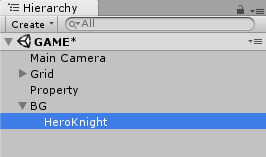 Hierarchy
Create All
GAME*
Main Camera
Grid
Property
BG
HeroKnight